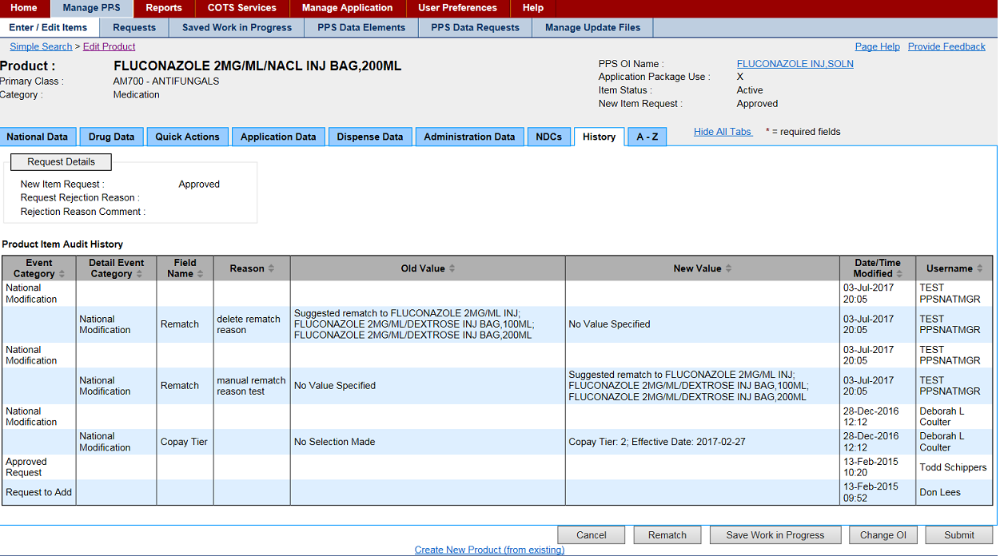 Home Manage PPS Reports COTS Services Manage Application User Preferences Help
Enter / Edit Items Requests Saved Work in Progress PPS Data Elements PPS Data Requests Manage Update Files
Simple Search > Edit Product Page Help Provide Feedback
Product : FLUCONAZOLE 2MG/ML/NACL INJ BAG,200ML
Primary Class : AM700 - ANTIFUNGALS
Category : Medication
PPS OI Name : FLUCONAZOLE INJ,SOLN
Application Package Use : X
Item Status : Active
New Item Request : Approved
National Data Drug Data Quick Actions Application Data Dispense Data Administration Data NDCs History A - Z Hide All Tabs * = required fields
Request Details
New Item Request : Approved
Request Rejection Reason :
Rejection Reason Comment :
Product Item Audit History
Event Category Detail Event Category Field Name Reason Old Value New Value Date/Time Modified Username
National Modification 03-Jul-2017 20:05 TEST PPSNATMGR
National Modification Rematch delete rematch reason Suggested rematch to FLUCONAZOLE 2MG/ML INJ; FLUCONAZOLE 2MG/ML/DEXTROSE INJ BAG,100ML; FLUCONAZOLE 2MG/ML/DEXTROSE INJ BAG,200ML No Value Specified 03-Jul-2017 20:05 TEST PPSNATMGR
National Modification 03-Jul-2017 20:05 TEST PPSNATMGR
National Modification Rematch manual rematch reason test No Value Specified Suggested rematch to FLUCONAZOLE 2MG/ML INJ; FLUCONAZOLE 2MG/ML/DEXTROSE INJ BAG,100ML; FLUCONAZOLE 2MG/ML/DEXTROSE INJ BAG,200ML 03-Jul-2017 20:05 TEST PPSNATMGR
National Modification 28-Dec-2016 12:12 Deborah L Coulter
National Modification Copay Tier No Selection Made Copay Tier: 2; Effective Date: 2017-02-27 28-Dec-2016 12:12 Deborah L Coulter
Approved Request 13-Feb-2015 10:20 Todd Schippers
Request to Add 13-Feb-2015 09:52 Don Lees
Cancel Rematch Save Work in Progress Change OI Submit
Create New Product (from existing)